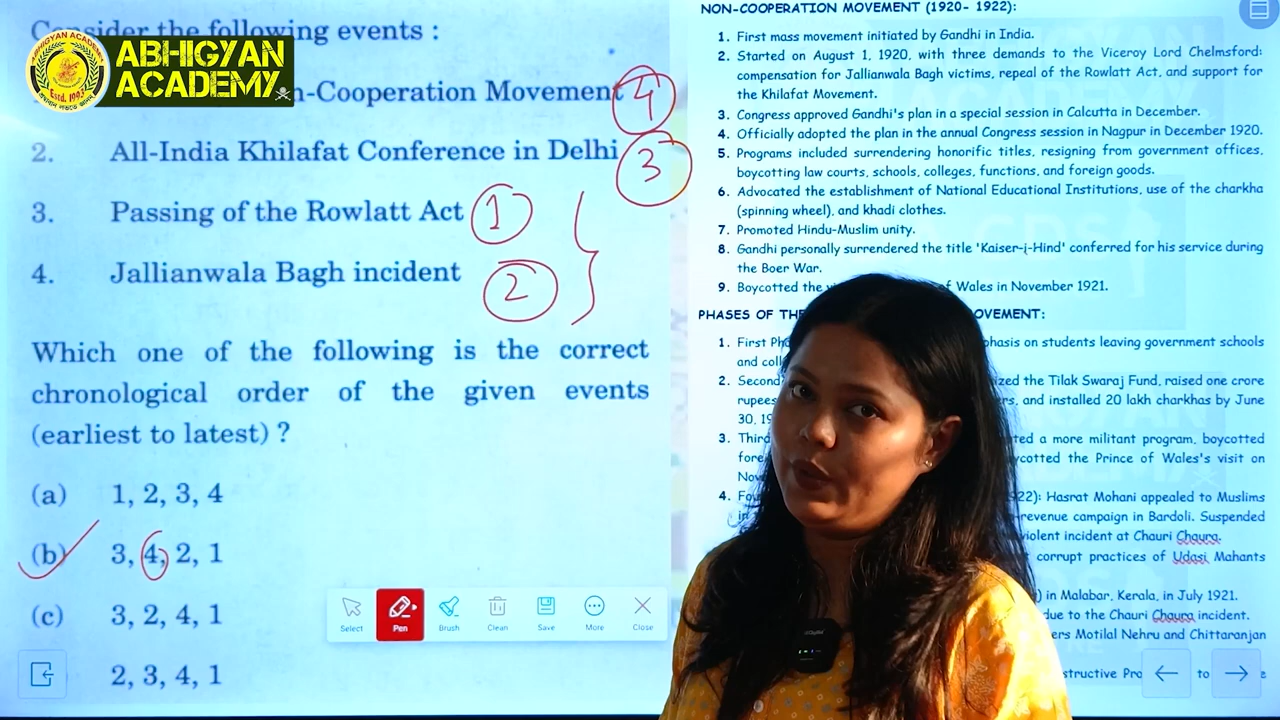 Consider the following events :
ABHIGYAN ACADEMY
Estd. 1992
ABHIGYAN
ACADEMY
n-Cooperation Movement 4
2. All-India Khilafat Conference in Delhi 3
3. Passing of the Rowlatt Act 1
4. Jallianwala Bagh incident 2
Which one of the following is the correct
chronological order of the given events
(earliest to latest) ?
(a) 1, 2, 3, 4
(b) 3, 4, 2, 1
(c) 3, 2, 4, 1
2, 3, 4, 1
Select Pen Brush Clean Save More Close
NON-COOPERATION MOVEMENT (1920- 1922):
1. First mass movement initiated by Gandhi in India.
2. Started on August 1, 1920, with three demands to the Viceroy Lord Chelmsford:
compensation for Jallianwala Bagh victims, repeal of the Rowlatt Act, and support for
the Khilafat Movement.
3. Congress approved Gandhi's plan in a special session in Calcutta in December.
4. Officially adopted the plan in the annual Congress session in Nagpur in December 1920.
5. Programs included surrendering honorific titles, resigning from government offices,
boycotting law courts, schools, colleges, functions, and foreign goods.
6. Advocated the establishment of National Educational Institutions, use of the charkha
(spinning wheel), and khadi clothes.
7. Promoted Hindu-Muslim unity.
8. Gandhi personally surrendered the title 'Kaiser-i-Hind' conferred for his service during
the Boer War.
9. Boycotted the of Wales in November 1921.
PHASES OF THE MOVEMENT:
1. First emphasis on students leaving government schools
and
2. Second the Tilak Swaraj Fund, raised one crore
rupees and installed 20 lakh charkhas by June
30,
3. Third a more militant program, boycotted
the Prince of Wales's visit on
4. Hasrat Mohani appealed to Muslims
in revenue campaign in Bardoli. Suspended
violent incident at Chauri Chaura.
corrupt practices of Udasi Mahants
in Malabar, Kerala, in July 1921.
due to the Chauri Chaura incident.
Motilal Nehru and Chittaranjan
to